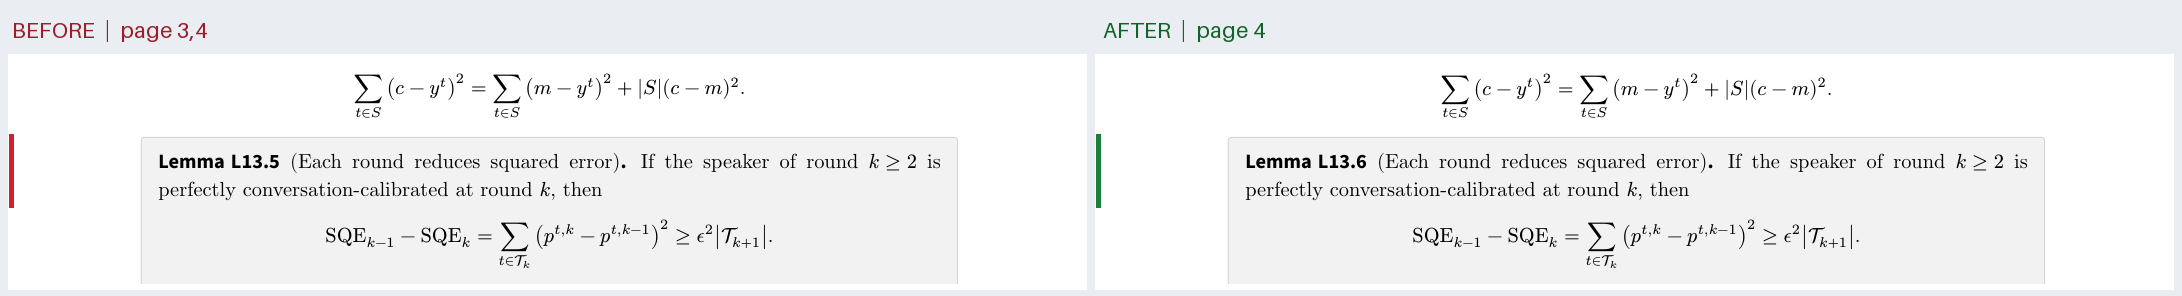 BEFORE | page 3,4
∑_{t∈S} (c − y^t)^2 = ∑_{t∈S} (m − y^t)^2 + |S|(c − m)^2.
Lemma L13.5 (Each round reduces squared error). If the speaker of round k ≥ 2 is
perfectly conversation-calibrated at round k, then
SQE_{k−1} − SQE_k = ∑_{t∈𝒯_k} (p^{t,k} − p^{t,k−1})^2 ≥ ϵ^2|𝒯_{k+1}|.
AFTER | page 4
∑_{t∈S} (c − y^t)^2 = ∑_{t∈S} (m − y^t)^2 + |S|(c − m)^2.
Lemma L13.6 (Each round reduces squared error). If the speaker of round k ≥ 2 is
perfectly conversation-calibrated at round k, then
SQE_{k−1} − SQE_k = ∑_{t∈𝒯_k} (p^{t,k} − p^{t,k−1})^2 ≥ ϵ^2|𝒯_{k+1}|.